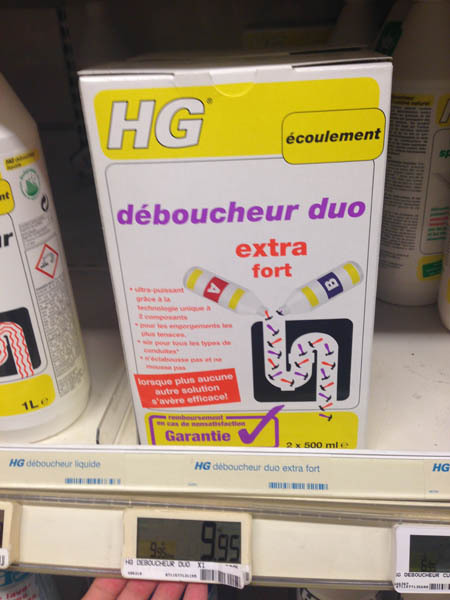 HG
écoulement
déboucheur duo
extra
fort
A
B
• ultra-puissant
grâce à la
technologie unique à
2 composants
• pour les engorgements les
plus tenaces.
• sûr pour tous les types de
conduites*
• n'éclabousse pas et ne
mousse pas
lorsque plus aucune
autre solution
s'avère efficace!
remboursement
en cas de nonsatisfaction
Garantie
2 x 500 ml e
1L e
HG déboucheur liquide
HG déboucheur duo extra fort
HG
9.95
HG DEBOUCHEUR DUO X1